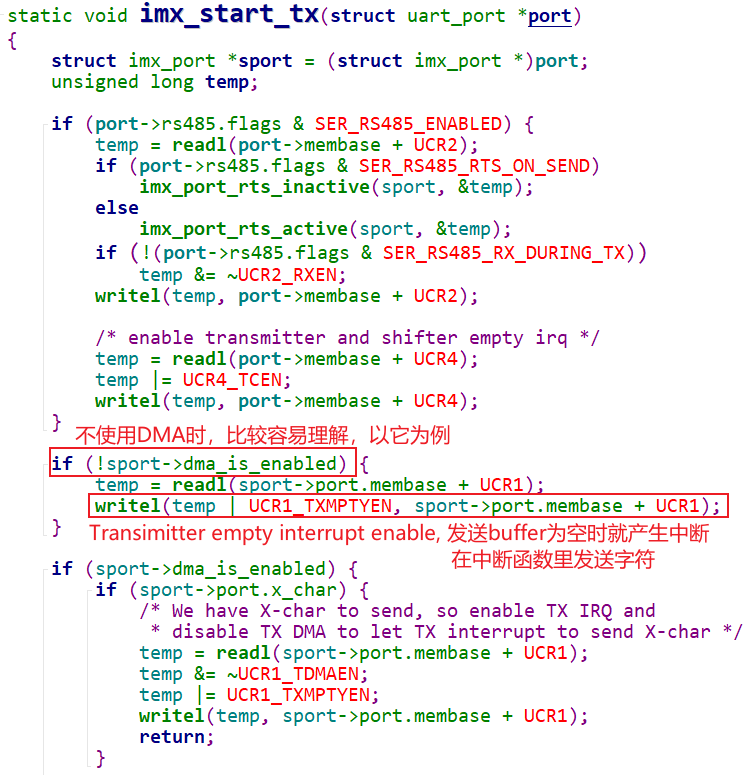 static void imx_start_tx(struct uart_port *port)
{
    struct imx_port *sport = (struct imx_port *)port;
    unsigned long temp;

    if (port->rs485.flags & SER_RS485_ENABLED) {
        temp = readl(port->membase + UCR2);
        if (port->rs485.flags & SER_RS485_RTS_ON_SEND)
            imx_port_rts_inactive(sport, &temp);
        else
            imx_port_rts_active(sport, &temp);
        if (!(port->rs485.flags & SER_RS485_RX_DURING_TX))
            temp &= ~UCR2_RXEN;
        writel(temp, port->membase + UCR2);

        /* enable transmitter and shifter empty irq */
        temp = readl(port->membase + UCR4);
        temp |= UCR4_TCEN;
        writel(temp, port->membase + UCR4);
    }
不使用DMA时，比较容易理解，以它为例
    if (!sport->dma_is_enabled) {
        temp = readl(sport->port.membase + UCR1);
        writel(temp | UCR1_TXMPTYEN, sport->port.membase + UCR1);
    }
Transimitter empty interrupt enable, 发送buffer为空时就产生中断
在中断函数里发送字符
    if (sport->dma_is_enabled) {
        if (sport->port.x_char) {
            /* We have X-char to send, so enable TX IRQ and
             * disable TX DMA to let TX interrupt to send X-char */
            temp = readl(sport->port.membase + UCR1);
            temp &= ~UCR1_TDMAEN;
            temp |= UCR1_TXMPTYEN;
            writel(temp, sport->port.membase + UCR1);
            return;
        }